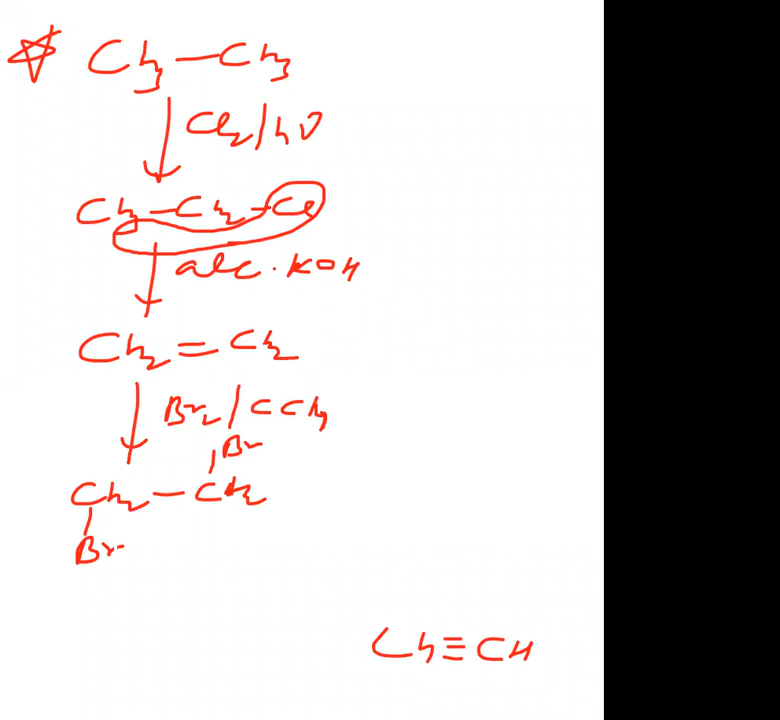 CH3-CH3
Cl2/hν
CH3-CH2-Cl
alc. KOH
CH2=CH2
Br2/CCl4
Br
CH2-CH2
Br
CH≡CH